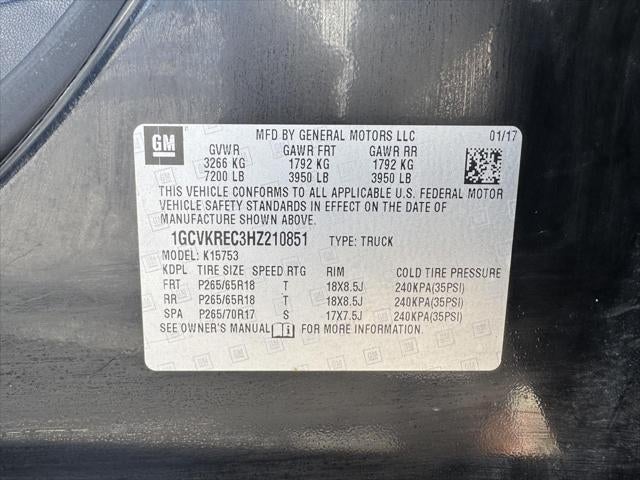 GM MFD BY GENERAL MOTORS LLC 01/17
GVWR GAWR FRT GAWR RR
3266 KG 1792 KG 1792 KG
7200 LB 3950 LB 3950 LB
THIS VEHICLE CONFORMS TO ALL APPLICABLE U.S. FEDERAL MOTOR
VEHICLE SAFETY STANDARDS IN EFFECT ON THE DATE OF
MANUFACTURE SHOWN ABOVE.
1GCVKREC3HZ210851 TYPE: TRUCK
MODEL: K15753
KDPL TIRE SIZE SPEED RTG RIM COLD TIRE PRESSURE
FRT P265/65R18 T 18X8.5J 240KPA(35PSI)
RR P265/65R18 T 18X8.5J 240KPA(35PSI)
SPA P265/70R17 S 17X7.5J 240KPA(35PSI)
SEE OWNER'S MANUAL FOR MORE INFORMATION.